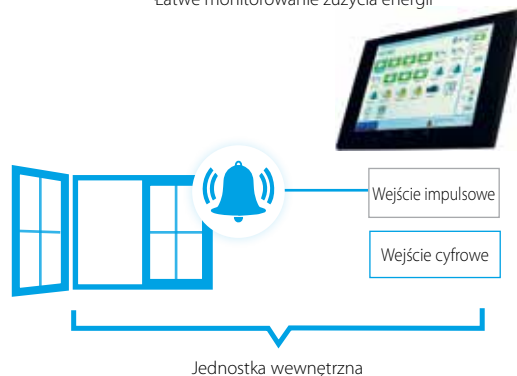 Łatwe monitorowanie zużycia energii
Wejście impulsowe
Wejście cyfrowe
Jednostka wewnętrzna